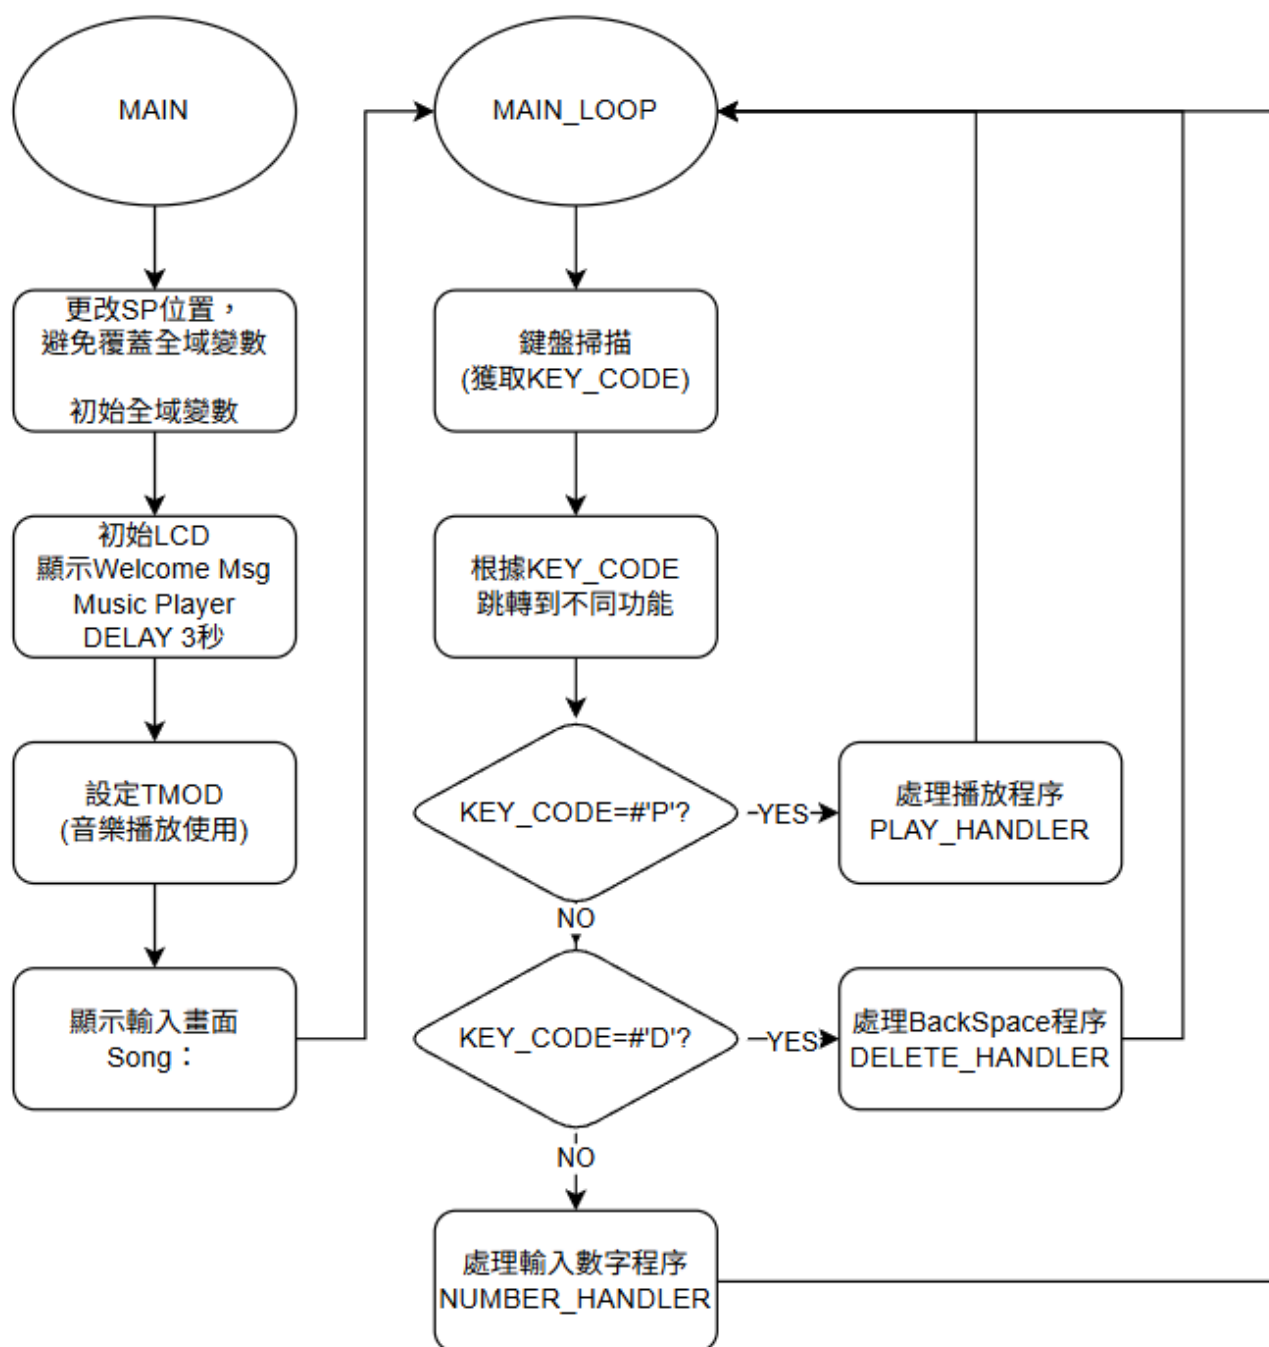 MAIN
更改SP位置，
避免覆蓋全域變數
初始全域變數
初始LCD
顯示Welcome Msg
Music Player
DELAY 3秒
設定TMOD
(音樂播放使用)
顯示輸入畫面
Song：
MAIN_LOOP
鍵盤掃描
(獲取KEY_CODE)
根據KEY_CODE
跳轉到不同功能
KEY_CODE=#'P'?
YES
處理播放程序
PLAY_HANDLER
NO
KEY_CODE=#'D'?
YES
處理BackSpace程序
DELETE_HANDLER
NO
處理輸入數字程序
NUMBER_HANDLER